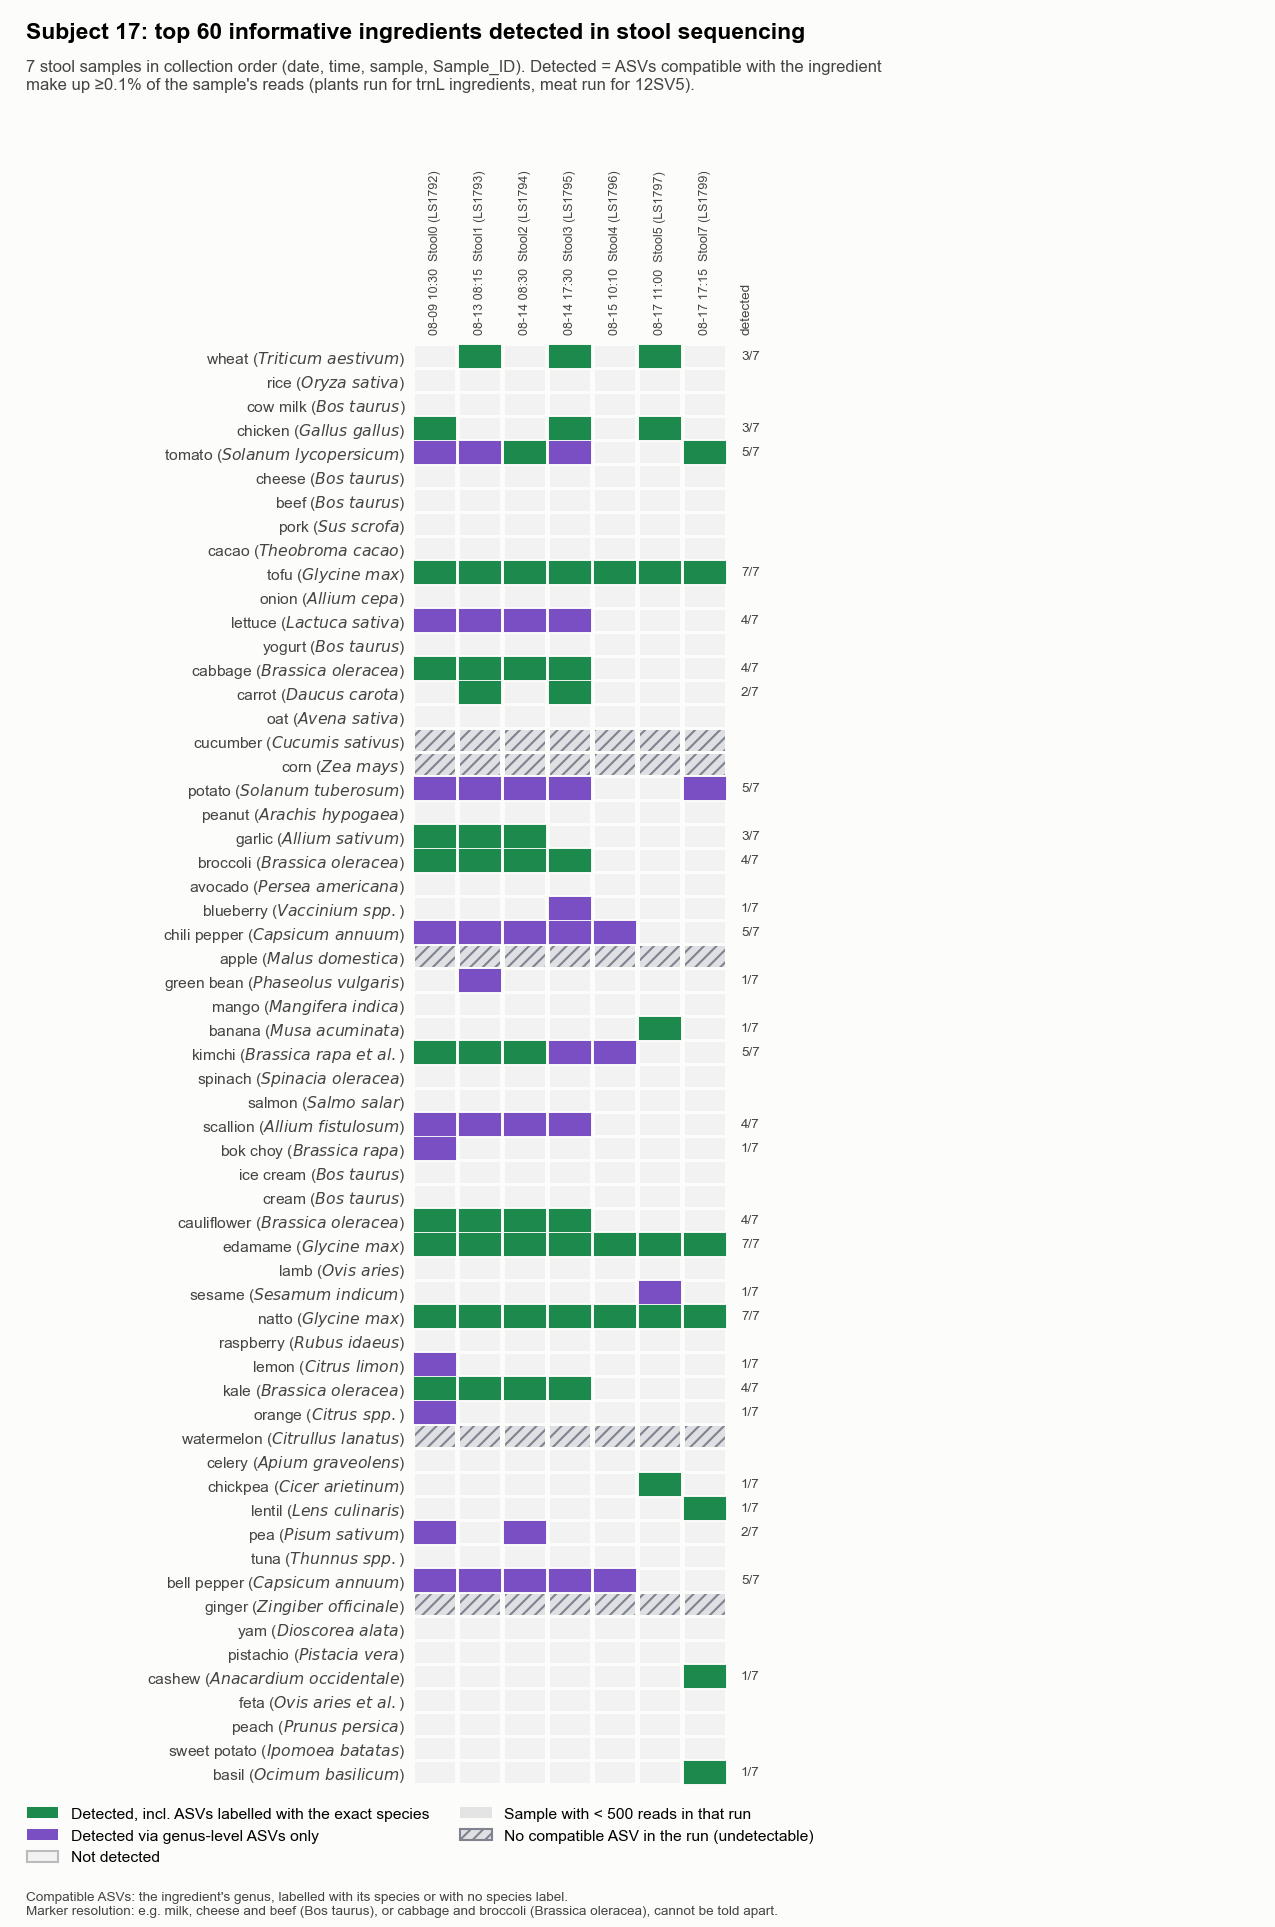 Subject 17: top 60 informative ingredients detected in stool sequencing
7 stool samples in collection order (date, time, sample, Sample_ID). Detected = ASVs compatible with the ingredient
make up ≥0.1% of the sample's reads (plants run for trnL ingredients, meat run for 12SV5).
08-09 10:30 Stool0 (LS1792)
08-13 08:15 Stool1 (LS1793)
08-14 08:30 Stool2 (LS1794)
08-14 17:30 Stool3 (LS1795)
08-15 10:10 Stool4 (LS1796)
08-17 11:00 Stool5 (LS1797)
08-17 17:15 Stool7 (LS1799)
detected
wheat (Triticum aestivum) 3/7
rice (Oryza sativa)
cow milk (Bos taurus)
chicken (Gallus gallus) 3/7
tomato (Solanum lycopersicum) 5/7
cheese (Bos taurus)
beef (Bos taurus)
pork (Sus scrofa)
cacao (Theobroma cacao)
tofu (Glycine max) 7/7
onion (Allium cepa)
lettuce (Lactuca sativa) 4/7
yogurt (Bos taurus)
cabbage (Brassica oleracea) 4/7
carrot (Daucus carota) 2/7
oat (Avena sativa)
cucumber (Cucumis sativus)
corn (Zea mays)
potato (Solanum tuberosum) 5/7
peanut (Arachis hypogaea)
garlic (Allium sativum) 3/7
broccoli (Brassica oleracea) 4/7
avocado (Persea americana)
blueberry (Vaccinium spp. ) 1/7
chili pepper (Capsicum annuum) 5/7
apple (Malus domestica)
green bean (Phaseolus vulgaris) 1/7
mango (Mangifera indica)
banana (Musa acuminata) 1/7
kimchi (Brassica rapa et al. ) 5/7
spinach (Spinacia oleracea)
salmon (Salmo salar)
scallion (Allium fistulosum) 4/7
bok choy (Brassica rapa) 1/7
ice cream (Bos taurus)
cream (Bos taurus)
cauliflower (Brassica oleracea) 4/7
edamame (Glycine max) 7/7
lamb (Ovis aries)
sesame (Sesamum indicum) 1/7
natto (Glycine max) 7/7
raspberry (Rubus idaeus)
lemon (Citrus limon) 1/7
kale (Brassica oleracea) 4/7
orange (Citrus spp. ) 1/7
watermelon (Citrullus lanatus)
celery (Apium graveolens)
chickpea (Cicer arietinum) 1/7
lentil (Lens culinaris) 1/7
pea (Pisum sativum) 2/7
tuna (Thunnus spp. )
bell pepper (Capsicum annuum) 5/7
ginger (Zingiber officinale)
yam (Dioscorea alata)
pistachio (Pistacia vera)
cashew (Anacardium occidentale) 1/7
feta (Ovis aries et al. )
peach (Prunus persica)
sweet potato (Ipomoea batatas)
basil (Ocimum basilicum) 1/7
Detected, incl. ASVs labelled with the exact species
Detected via genus-level ASVs only
Not detected
Sample with < 500 reads in that run
No compatible ASV in the run (undetectable)
Compatible ASVs: the ingredient's genus, labelled with its species or with no species label.
Marker resolution: e.g. milk, cheese and beef (Bos taurus), or cabbage and broccoli (Brassica oleracea), cannot be told apart.